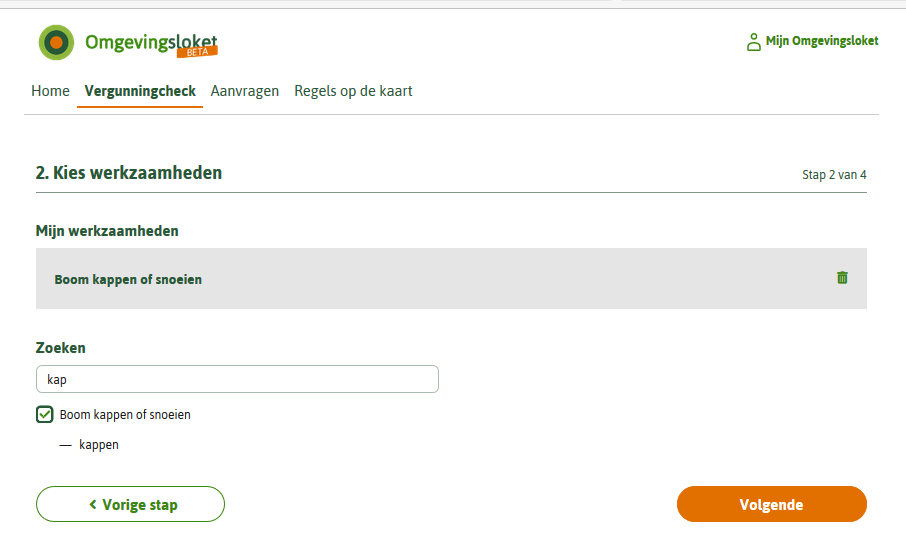 Omgevingsloket
BETA
Mijn Omgevingsloket
Home Vergunningcheck Aanvragen Regels op de kaart
2. Kies werkzaamheden
Stap 2 van 4
Mijn werkzaamheden
Boom kappen of snoeien
Zoeken
kap
Boom kappen of snoeien
— kappen
Vorige stap
Volgende